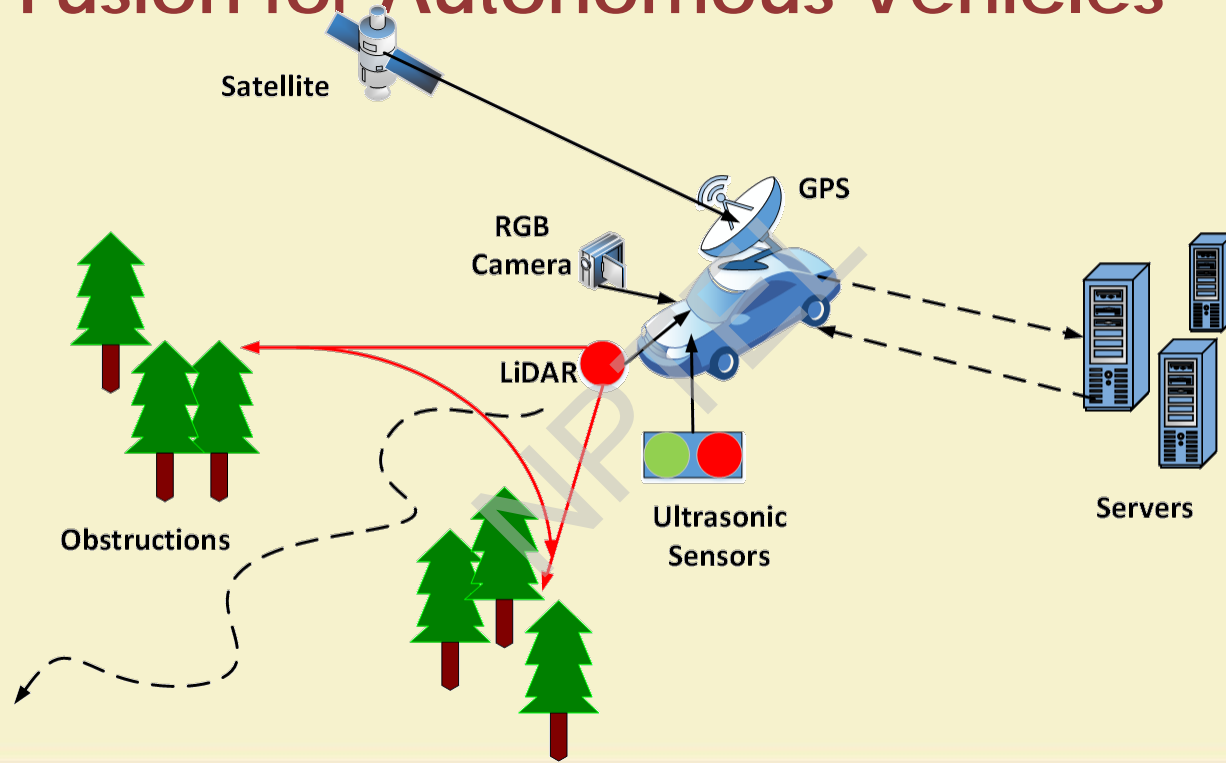 Fusion for Autonomous Vehicles
Satellite
GPS
RGB
Camera
LiDAR
Ultrasonic
Sensors
Servers
Obstructions
NPTEL